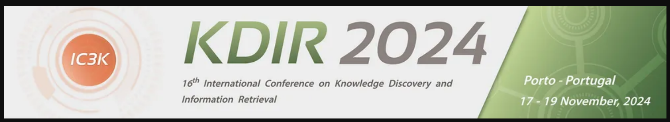 IC3K
KDIR 2024
16th International Conference on Knowledge Discovery and
Information Retrieval
Porto - Portugal
17 - 19 November, 2024